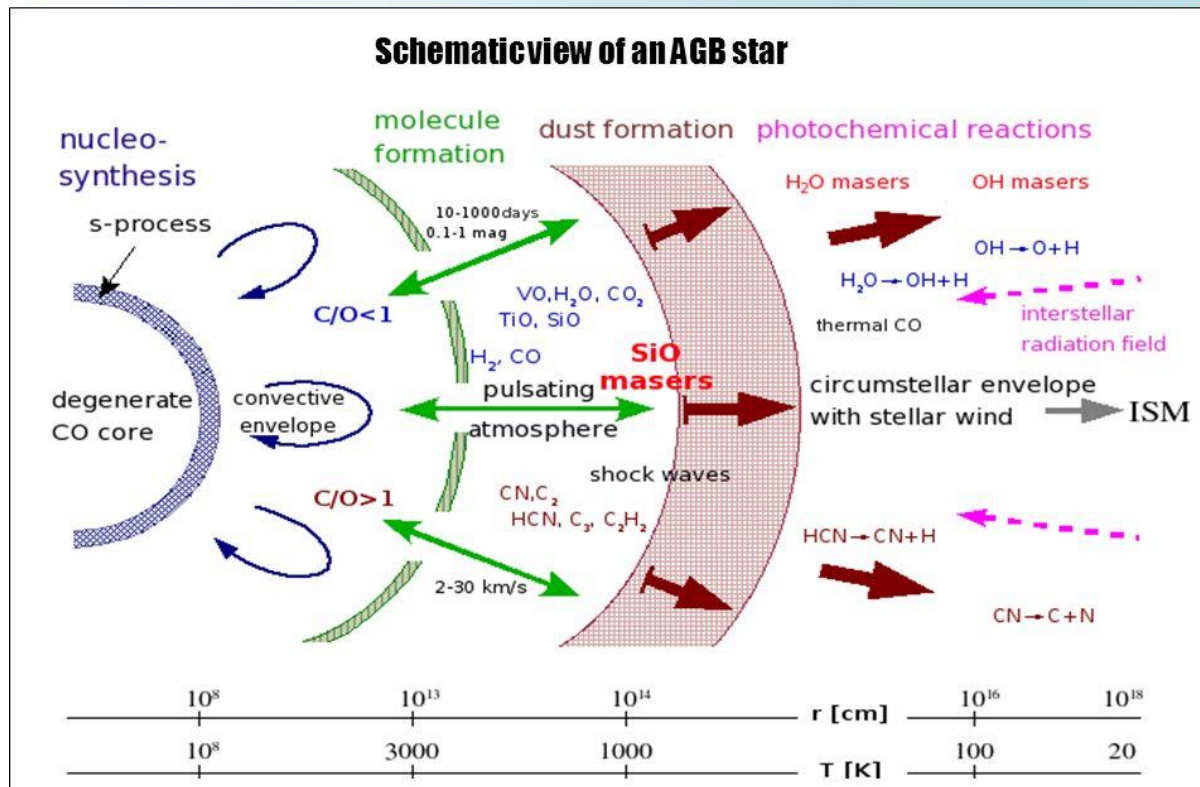 Schematic view of an AGB star
nucleo-
synthesis
molecule
formation
dust formation
photochemical reactions
s-process
10-1000days
0.1-1 mag
H₂O masers
OH masers
OH→O+H
H₂O→OH+H
C/O<1
VO,H₂O, CO₂
TiO, SiO
thermal CO
interstellar
radiation field
H₂, CO
SiO
masers
degenerate
CO core
convective
envelope
pulsating
atmosphere
circumstellar envelope
with stellar wind
ISM
shock waves
C/O>1
CN,C₂
HCN, C₃, C₂H₂
HCN→CN+H
2-30 km/s
CN→C+N
10⁸ 10¹³ 10¹⁴ r [cm] 10¹⁶ 10¹⁸
10⁸ 3000 1000 T [K] 100 20